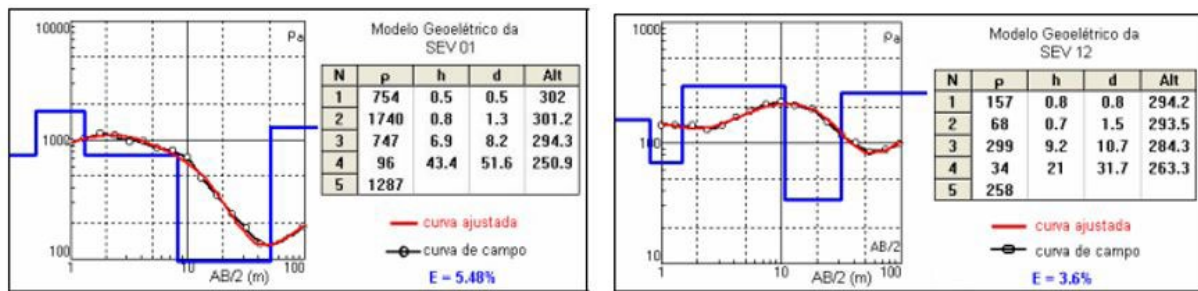 10000
1000
100
1
10
100
ρa
AB/2 (m)
Modelo Geoelétrico da
SEV 01
N ρ h d Alt
1 754 0.5 0.5 302
2 1740 0.8 1.3 301.2
3 747 6.9 8.2 294.3
4 96 43.4 51.6 250.9
5 1287
curva ajustada
curva de campo
E = 5.48%
1000
100
10
1
10
100
ρa
AB/2
AB/2 (m)
Modelo Geoelétrico da
SEV 12
N ρ h d Alt
1 157 0.8 0.8 294.2
2 68 0.7 1.5 293.5
3 299 9.2 10.7 284.3
4 34 21 31.7 263.3
5 258
curva ajustada
curva de campo
E = 3.6%